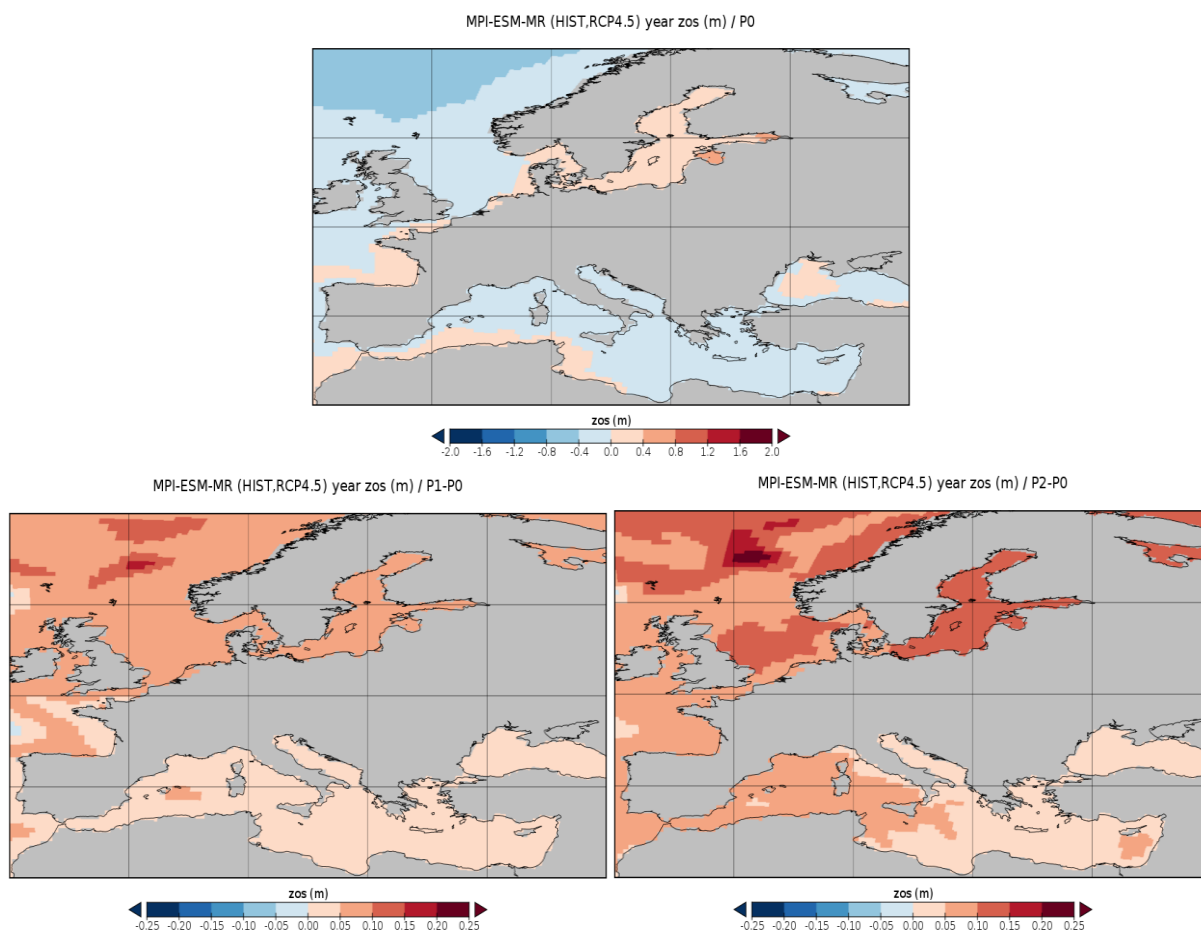 MPI-ESM-MR (HIST,RCP4.5) year zos (m) / P0
zos (m)
-2.0 -1.6 -1.2 -0.8 -0.4 0.0 0.4 0.8 1.2 1.6 2.0
MPI-ESM-MR (HIST,RCP4.5) year zos (m) / P1-P0
MPI-ESM-MR (HIST,RCP4.5) year zos (m) / P2-P0
zos (m)
-0.25 -0.20 -0.15 -0.10 -0.05 0.00 0.05 0.10 0.15 0.20 0.25
zos (m)
-0.25 -0.20 -0.15 -0.10 -0.05 0.00 0.05 0.10 0.15 0.20 0.25